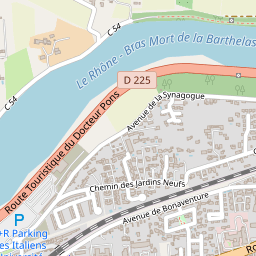 C 54
Le Rhône - Bras Mort de la Barthelas
D 225
C 54
Avenue de la Synagogue
Route Touristique du Docteur Pons
Chemin des Jardins Neufs
P
Avenue de Bonaventure
+R Parking
es Italiens
Ro